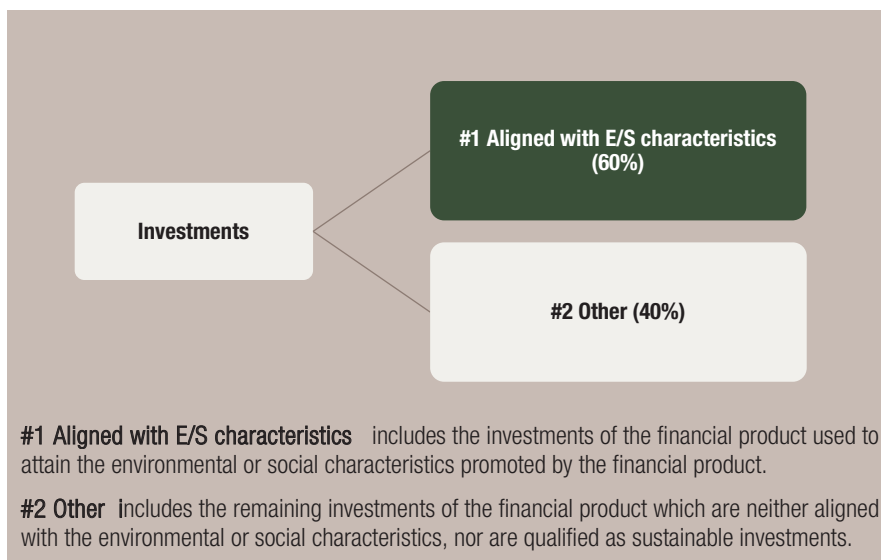 #1 Aligned with E/S characteristics
(60%)
Investments
#2 Other (40%)
#1 Aligned with E/S characteristics includes the investments of the financial product used to
attain the environmental or social characteristics promoted by the financial product.
#2 Other includes the remaining investments of the financial product which are neither aligned
with the environmental or social characteristics, nor are qualified as sustainable investments.